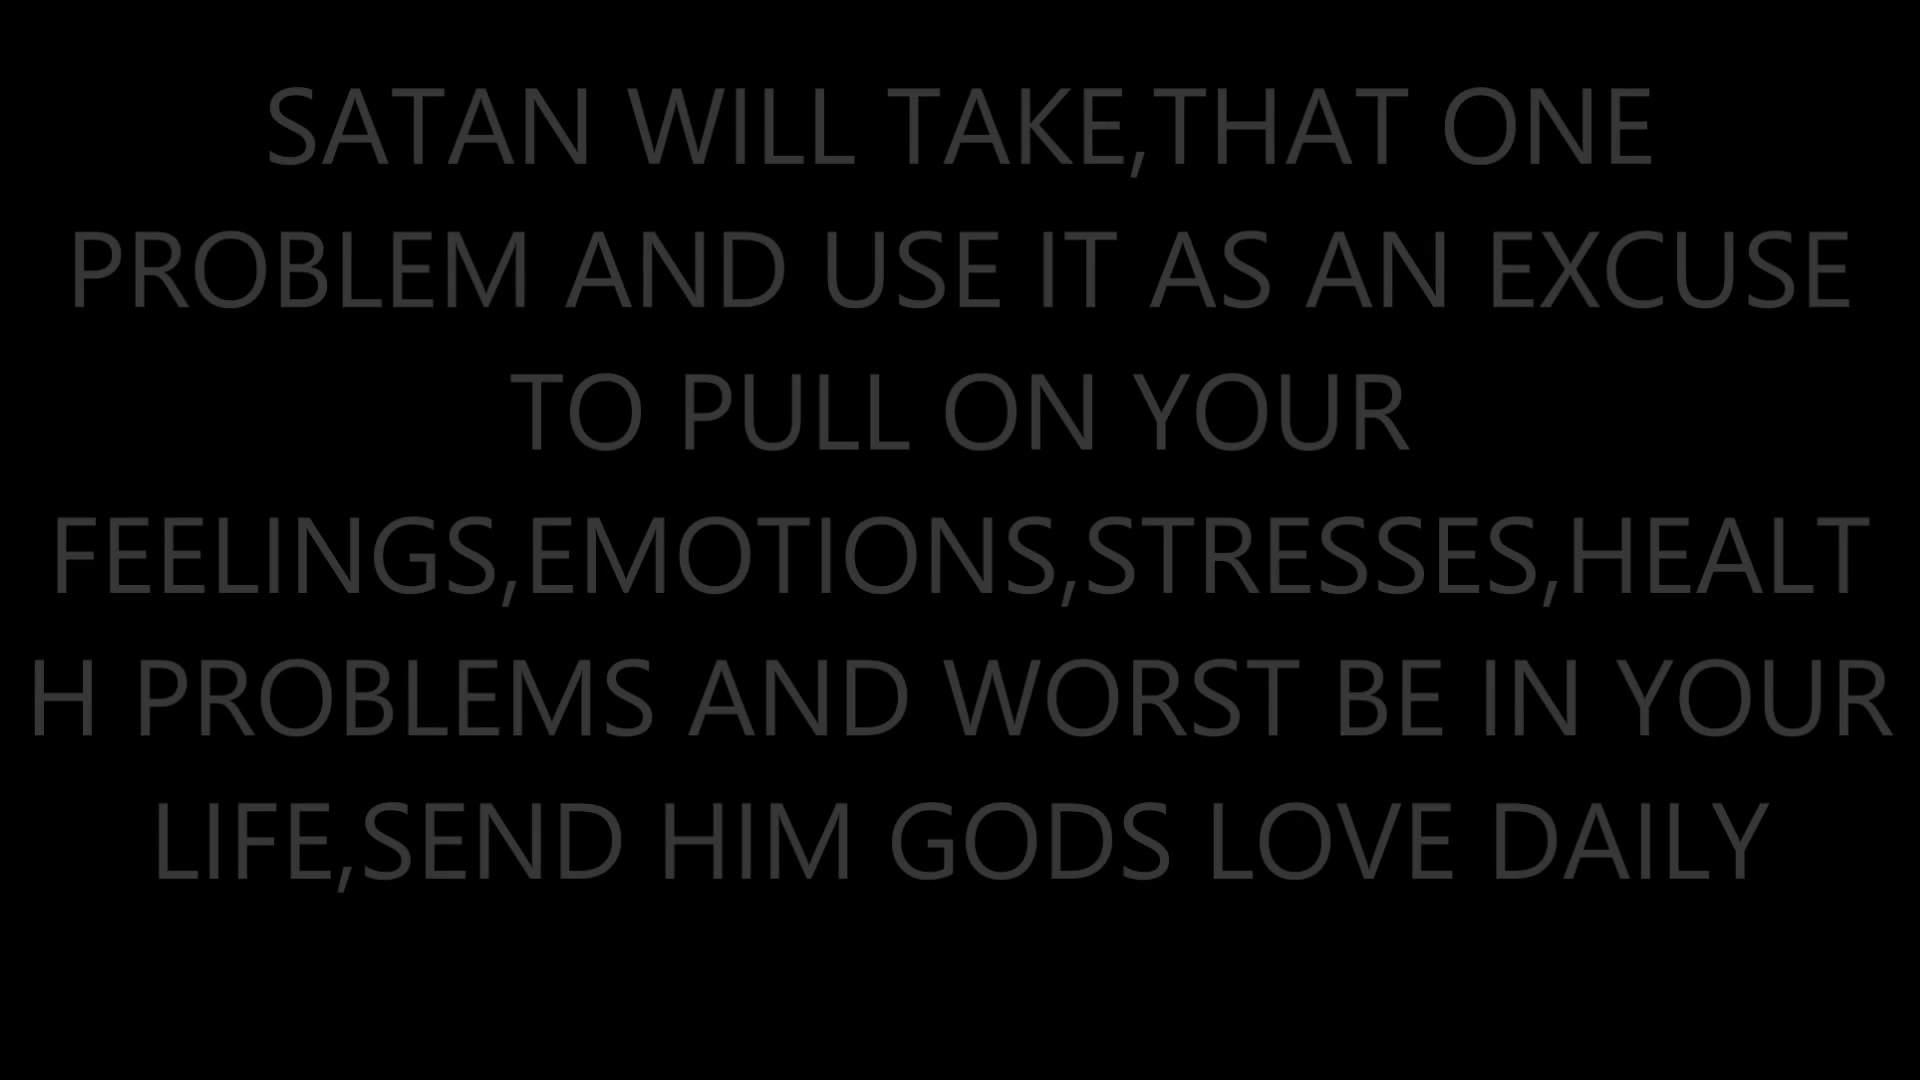 SATAN WILL TAKE,THAT ONE
PROBLEM AND USE IT AS AN EXCUSE
TO PULL ON YOUR
FEELINGS,EMOTIONS,STRESSES,HEALT
H PROBLEMS AND WORST BE IN YOUR
LIFE,SEND HIM GODS LOVE DAILY